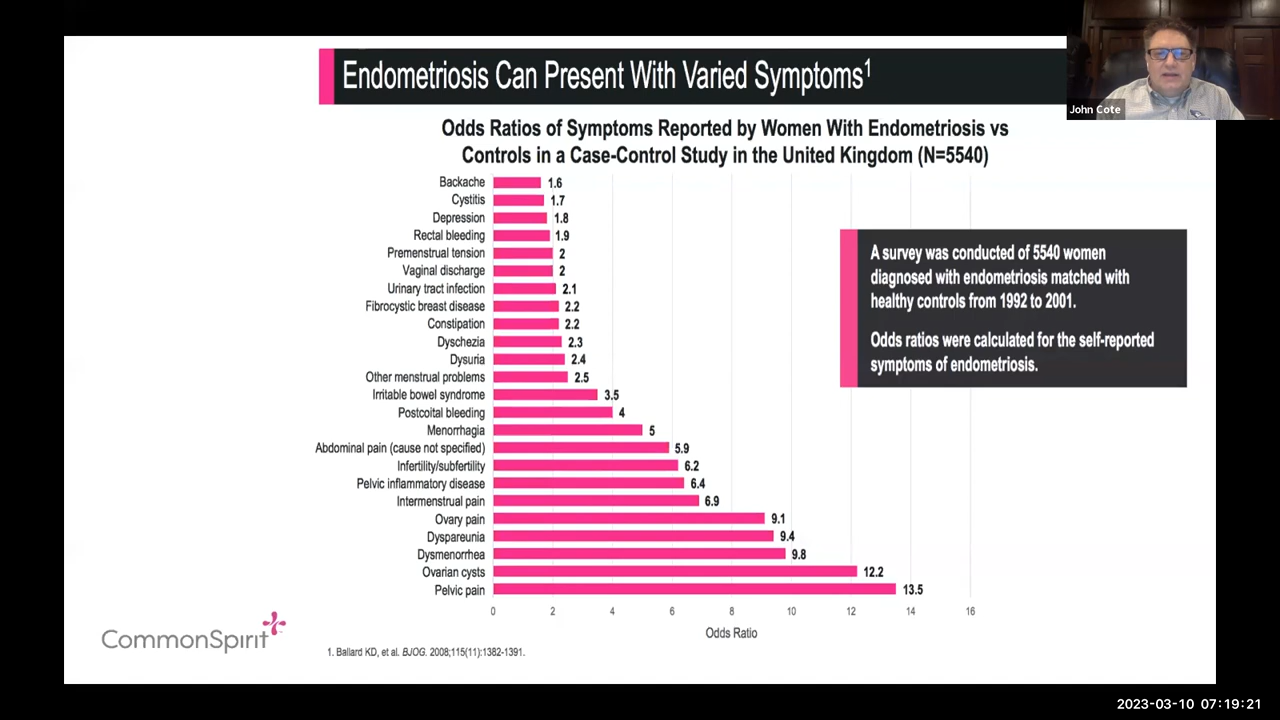 Endometriosis Can Present With Varied Symptoms1
John Cote
Odds Ratios of Symptoms Reported by Women With Endometriosis vs
Controls in a Case-Control Study in the United Kingdom (N=5540)
Backache 1.6
Cystitis 1.7
Depression 1.8
Rectal bleeding 1.9
Premenstrual tension 2
Vaginal discharge 2
Urinary tract infection 2.1
Fibrocystic breast disease 2.2
Constipation 2.2
Dyschezia 2.3
Dysuria 2.4
Other menstrual problems 2.5
Irritable bowel syndrome 3.5
Postcoital bleeding 4
Menorrhagia 5
Abdominal pain (cause not specified) 5.9
Infertility/subfertility 6.2
Pelvic inflammatory disease 6.4
Intermenstrual pain 6.9
Ovary pain 9.1
Dyspareunia 9.4
Dysmenorrhea 9.8
Ovarian cysts 12.2
Pelvic pain 13.5
0 2 4 6 8 10 12 14 16
Odds Ratio
A survey was conducted of 5540 women
diagnosed with endometriosis matched with
healthy controls from 1992 to 2001.
Odds ratios were calculated for the self-reported
symptoms of endometriosis.
CommonSpirit
1. Ballard KD, et al. BJOG. 2008;115(11):1382-1391.
2023-03-10 07:19:21